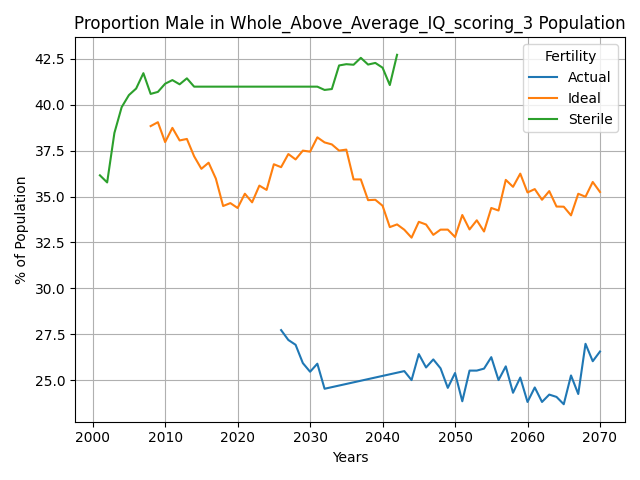 Proportion Male in Whole_Above_Average_IQ_scoring_3 Population
Fertility
Actual
Ideal
Sterile
% of Population
42.5
40.0
37.5
35.0
32.5
30.0
27.5
25.0
2000 2010 2020 2030 2040 2050 2060 2070
Years